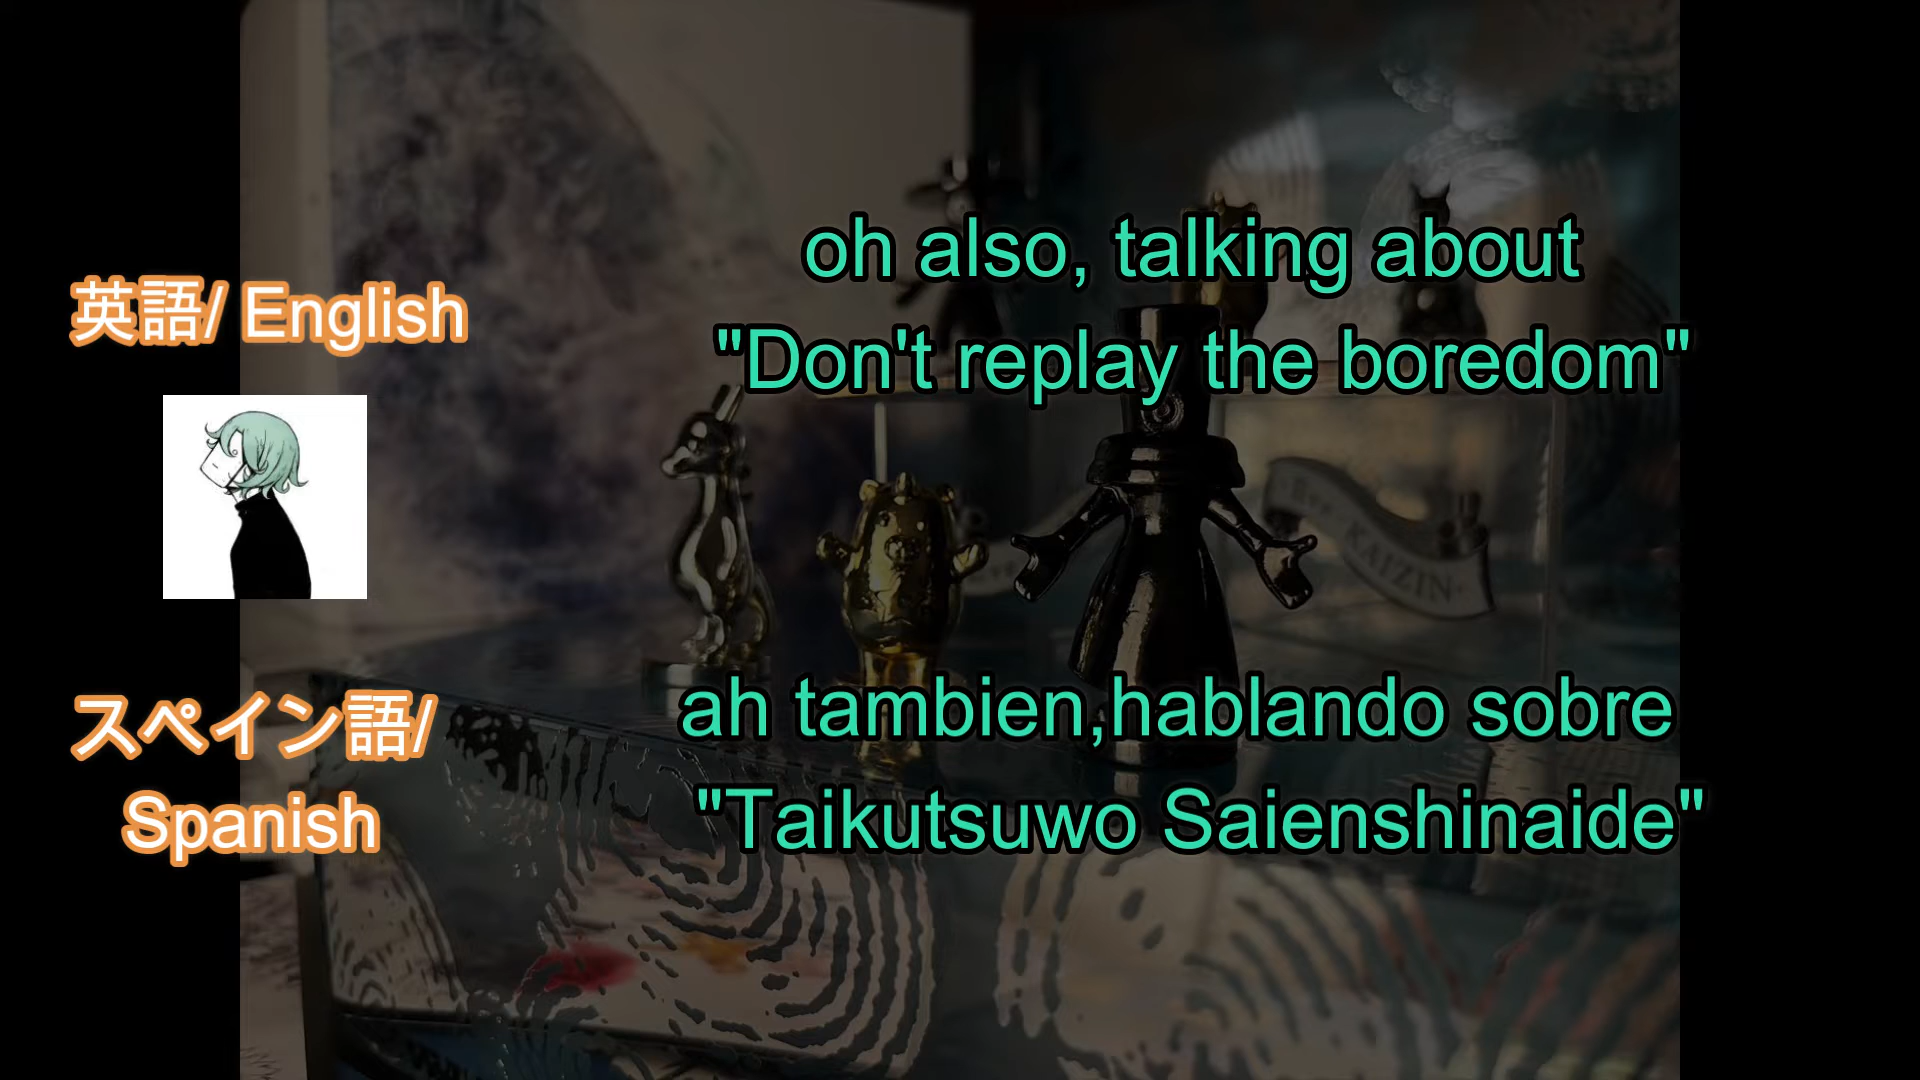 英語/ English
oh also, talking about
"Don't replay the boredom"
スペイン語/
Spanish
ah tambien,hablando sobre
"Taikutsuwo Saienshinaide"
KAIZIN